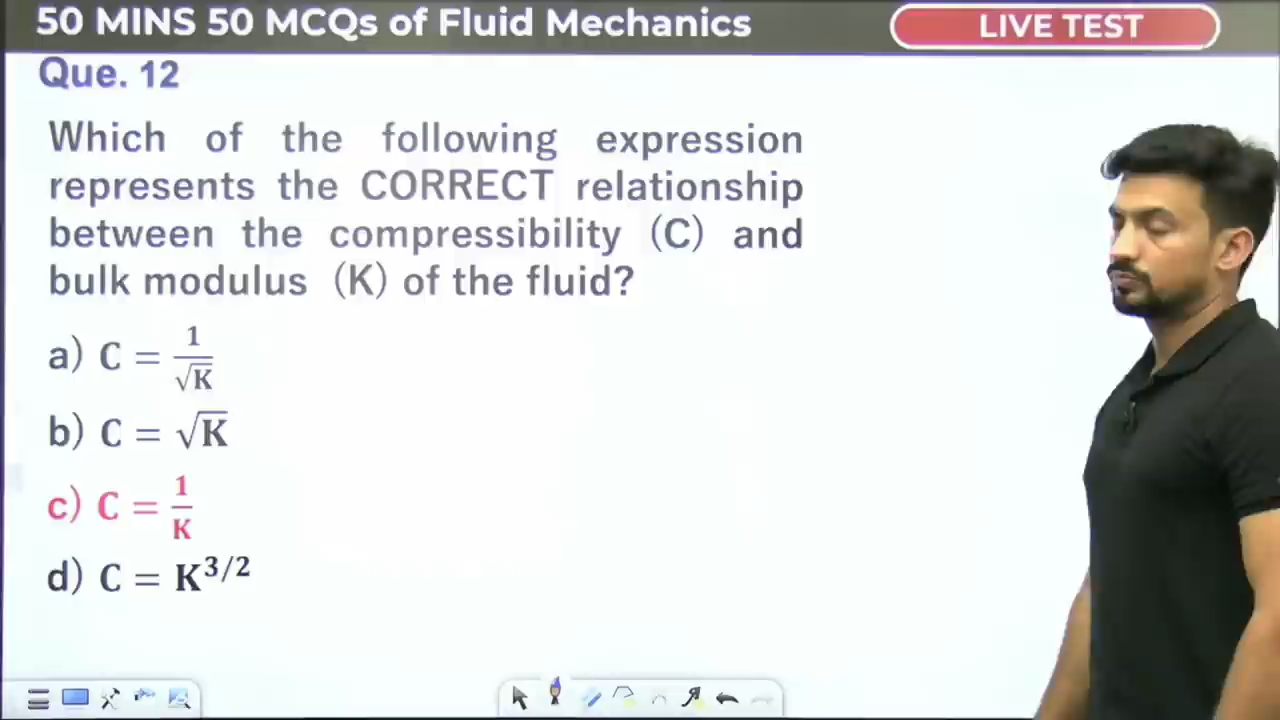 50 MINS 50 MCQs of Fluid Mechanics
LIVE TEST
Que. 12
Which of the following expression
represents the CORRECT relationship
between the compressibility (C) and
bulk modulus (K) of the fluid?
a) C = 1/√K
b) C = √K
c) C = 1/K
d) C = K^3/2